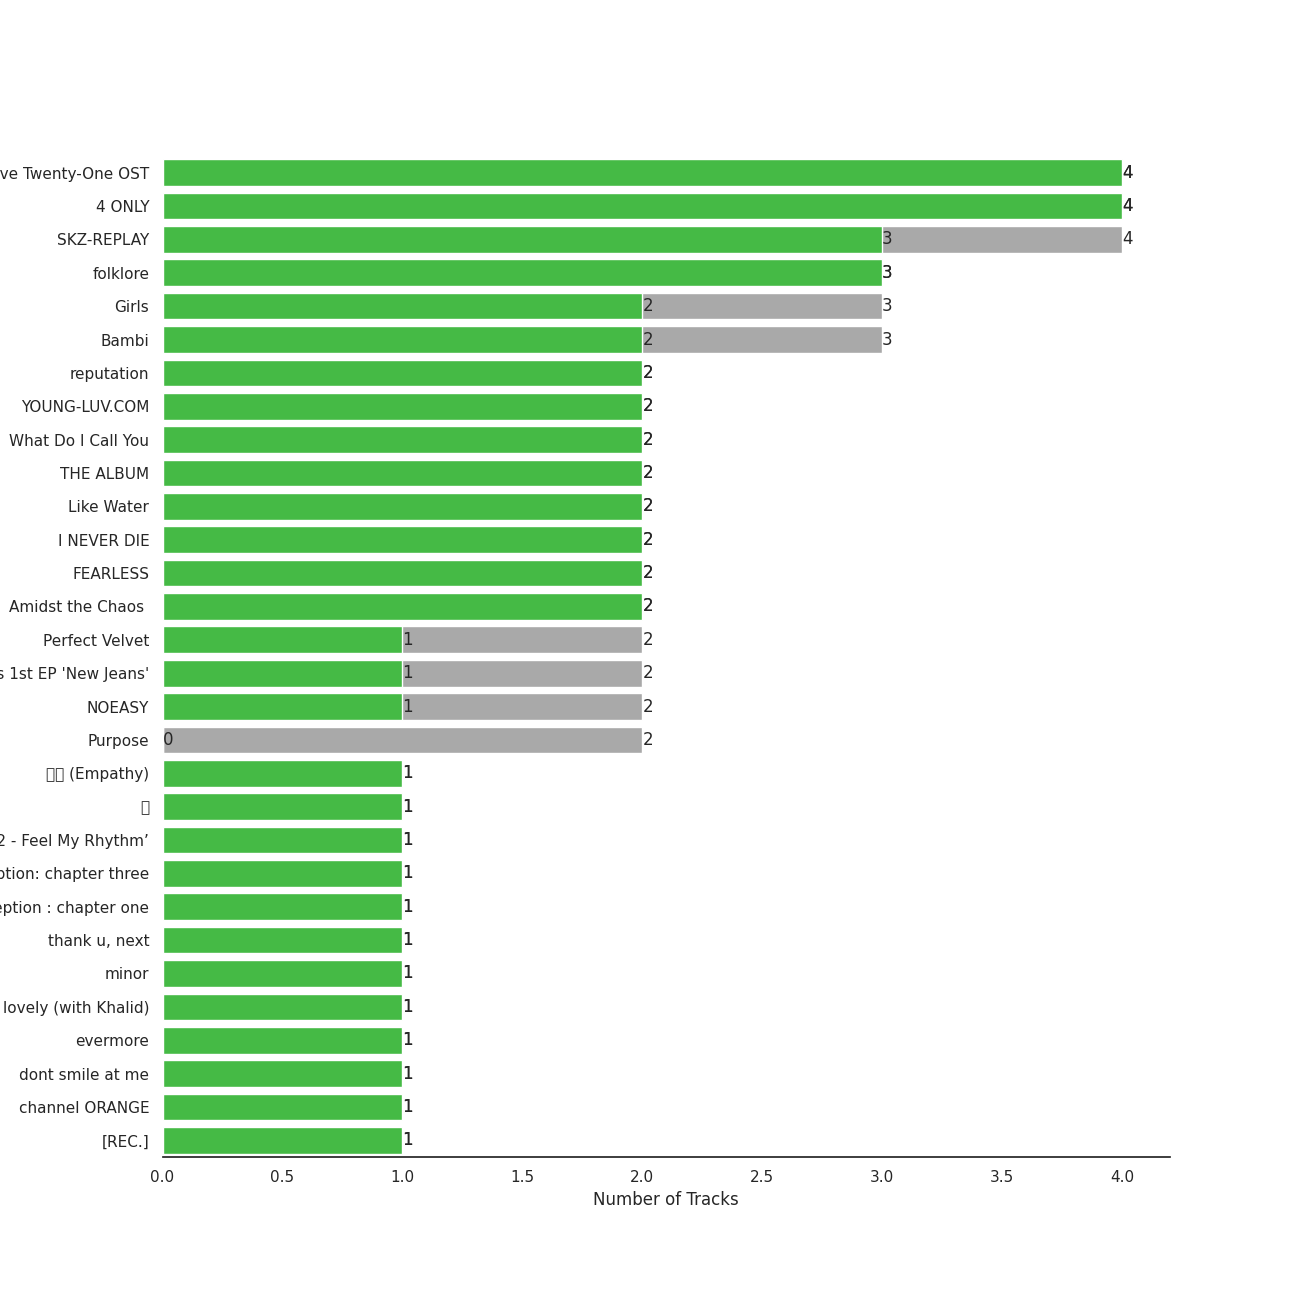 ve Twenty-One OST 4
4 ONLY 4
SKZ-REPLAY 3 4
folklore 3
Girls 2 3
Bambi 2 3
reputation 2
YOUNG-LUV.COM 2
What Do I Call You 2
THE ALBUM 2
Like Water 2
I NEVER DIE 2
FEARLESS 2
Amidst the Chaos 2
Perfect Velvet 1 2
s 1st EP 'New Jeans' 1 2
NOEASY 1 2
Purpose 0 2
(Empathy) 1
1
2 - Feel My Rhythm’ 1
ption: chapter three 1
eption : chapter one 1
thank u, next 1
minor 1
lovely (with Khalid) 1
evermore 1
dont smile at me 1
channel ORANGE 1
[REC.] 1
0.0 0.5 1.0 1.5 2.0 2.5 3.0 3.5 4.0
Number of Tracks